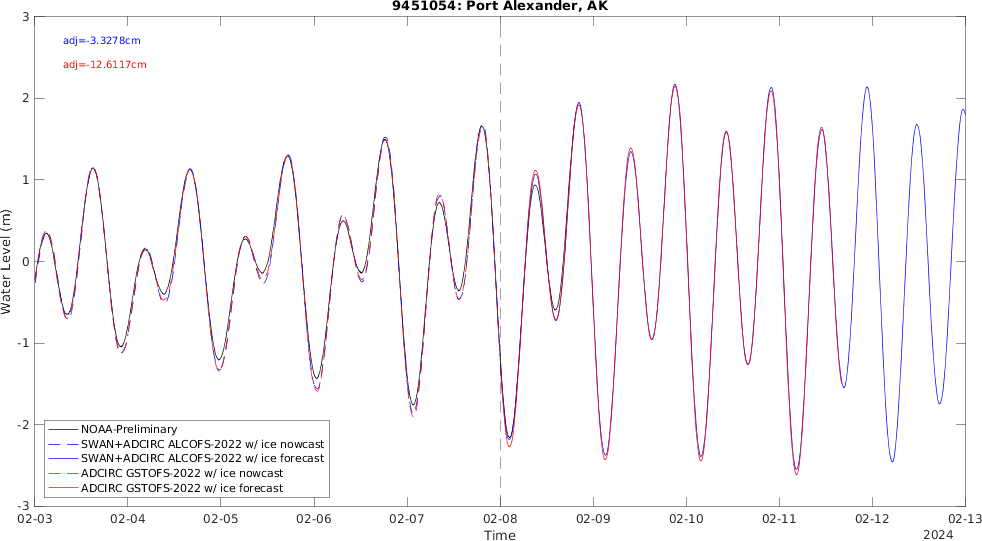 9451054: Port Alexander, AK
adj=-3.3278cm
adj=-12.6117cm
Water Level (m)
3
2
1
0
-1
-2
-3
NOAA-Preliminary
SWAN+ADCIRC ALCOFS-2022 w/ ice nowcast
SWAN+ADCIRC ALCOFS-2022 w/ ice forecast
ADCIRC GSTOFS-2022 w/ ice nowcast
ADCIRC GSTOFS-2022 w/ ice forecast
02-03 02-04 02-05 02-06 02-07 02-08 02-09 02-10 02-11 02-12 02-13
Time
2024